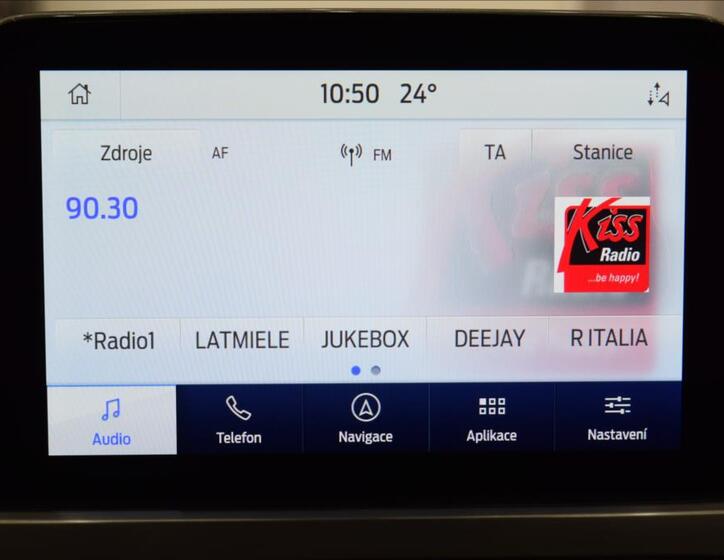 10:50 24°
Zdroje AF FM TA Stanice
90.30
Kiss
Radio
...be happy!
*Radio1 LATMIELE JUKEBOX DEEJAY R ITALIA
Audio Telefon Navigace Aplikace Nastavení